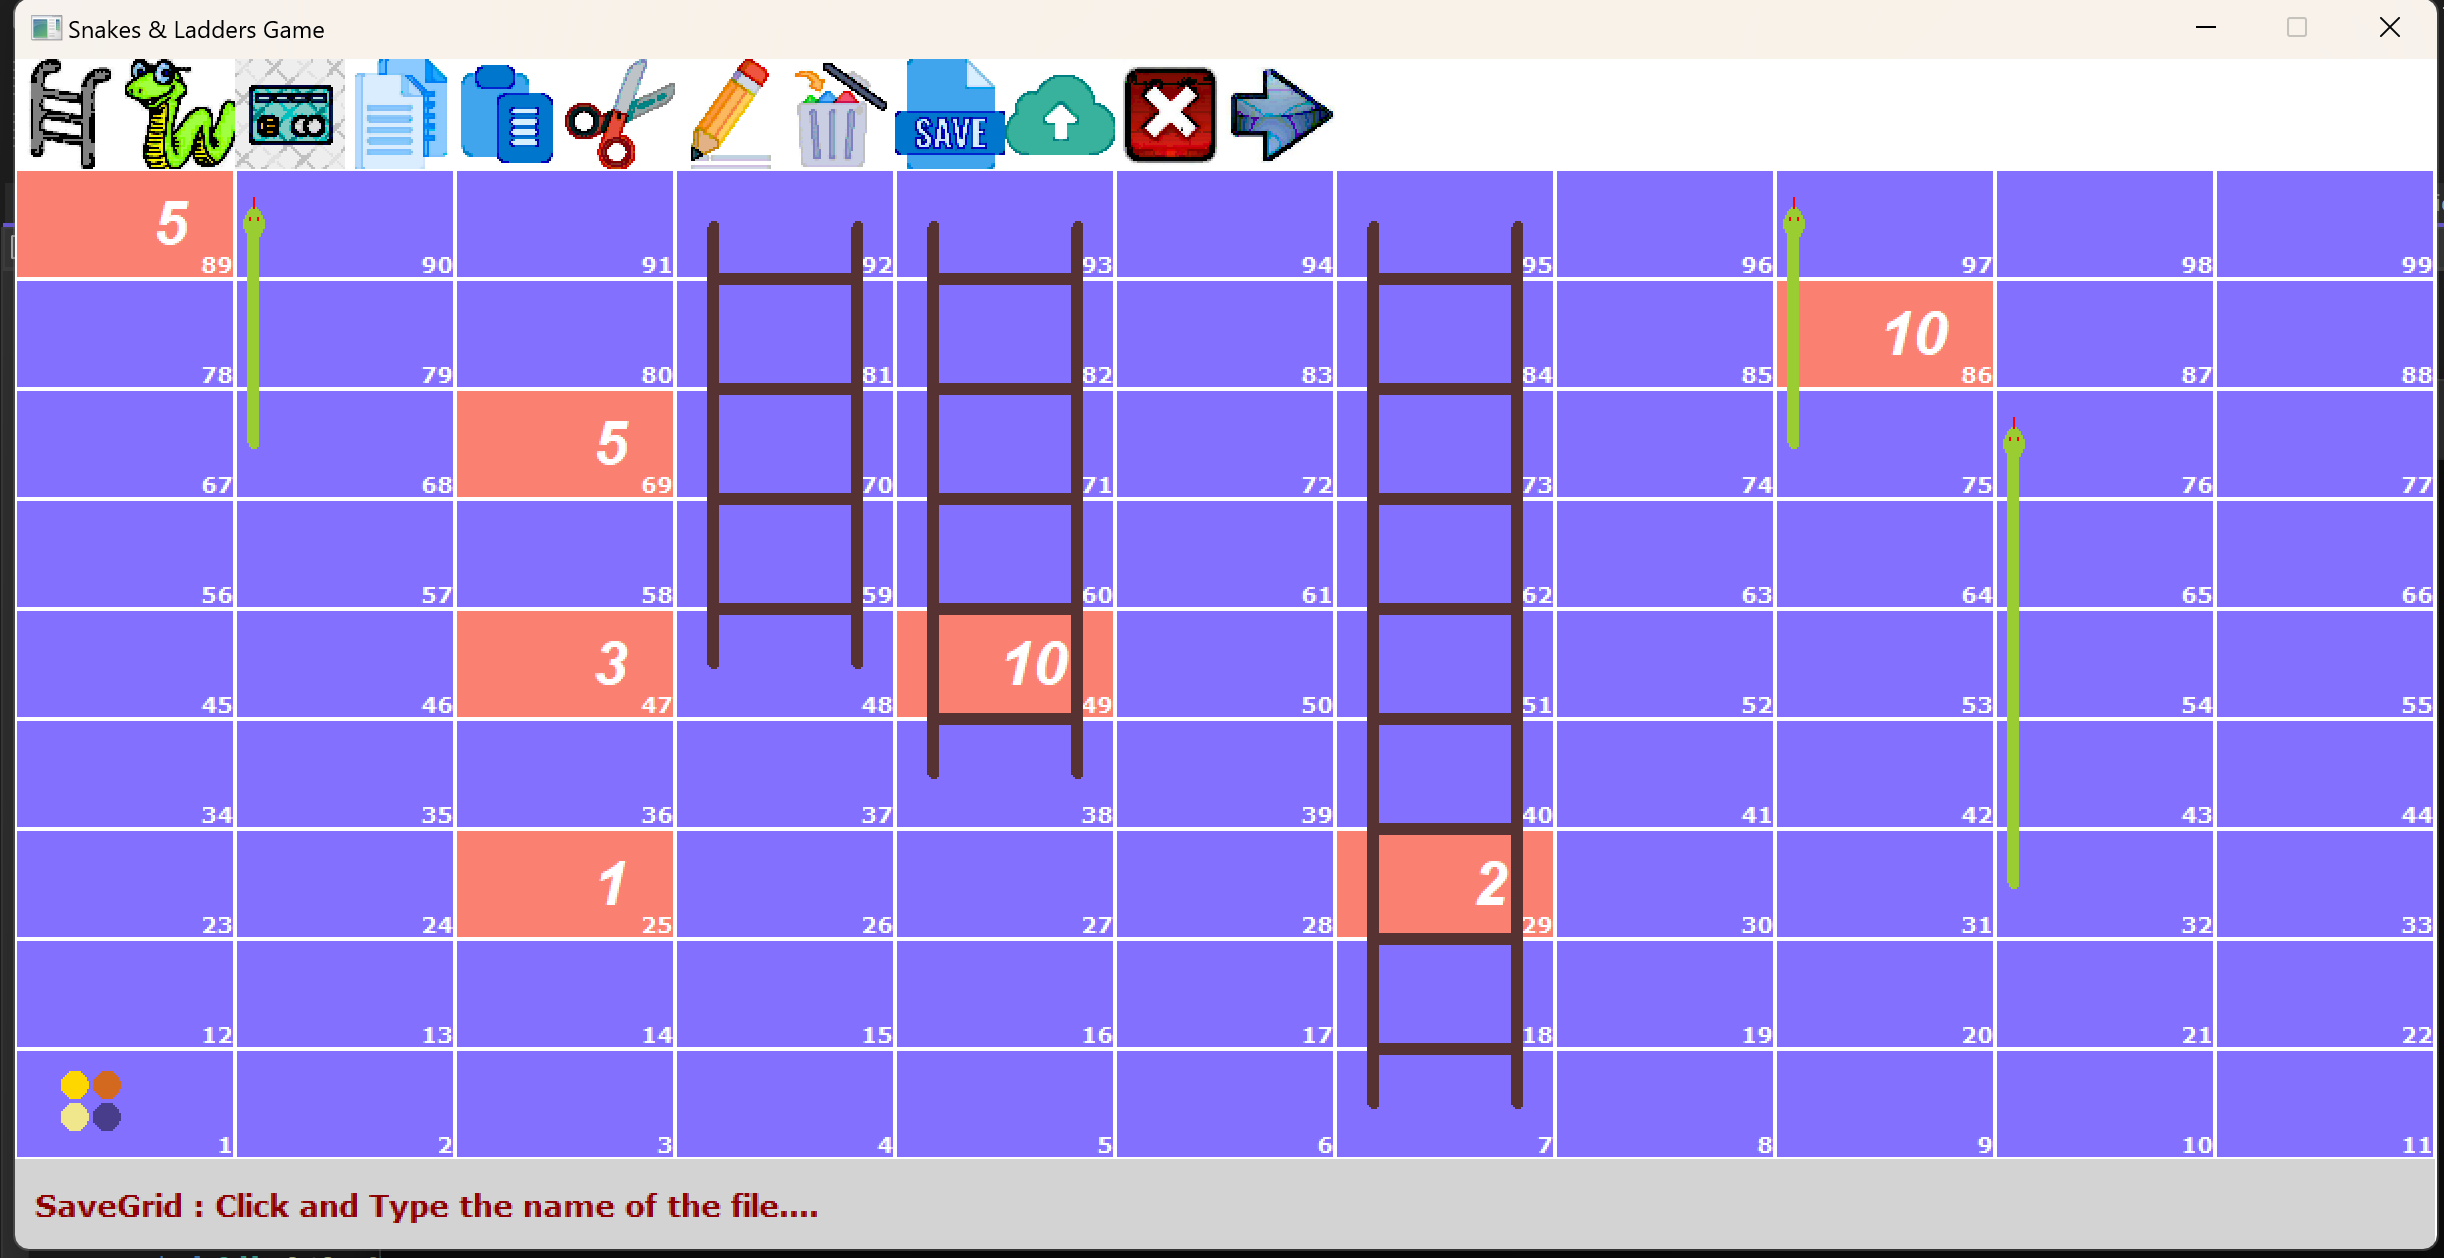 Snakes & Ladders Game
SAVE
5
89 90 91 92 93 94 95 96 97 98 99
10
78 79 80 81 82 83 84 85 86 87 88
5
67 68 69 70 71 72 73 74 75 76 77
56 57 58 59 60 61 62 63 64 65 66
3 10
45 46 47 48 49 50 51 52 53 54 55
34 35 36 37 38 39 40 41 42 43 44
1 2
23 24 25 26 27 28 29 30 31 32 33
12 13 14 15 16 17 18 19 20 21 22
1 2 3 4 5 6 7 8 9 10 11
SaveGrid : Click and Type the name of the file....